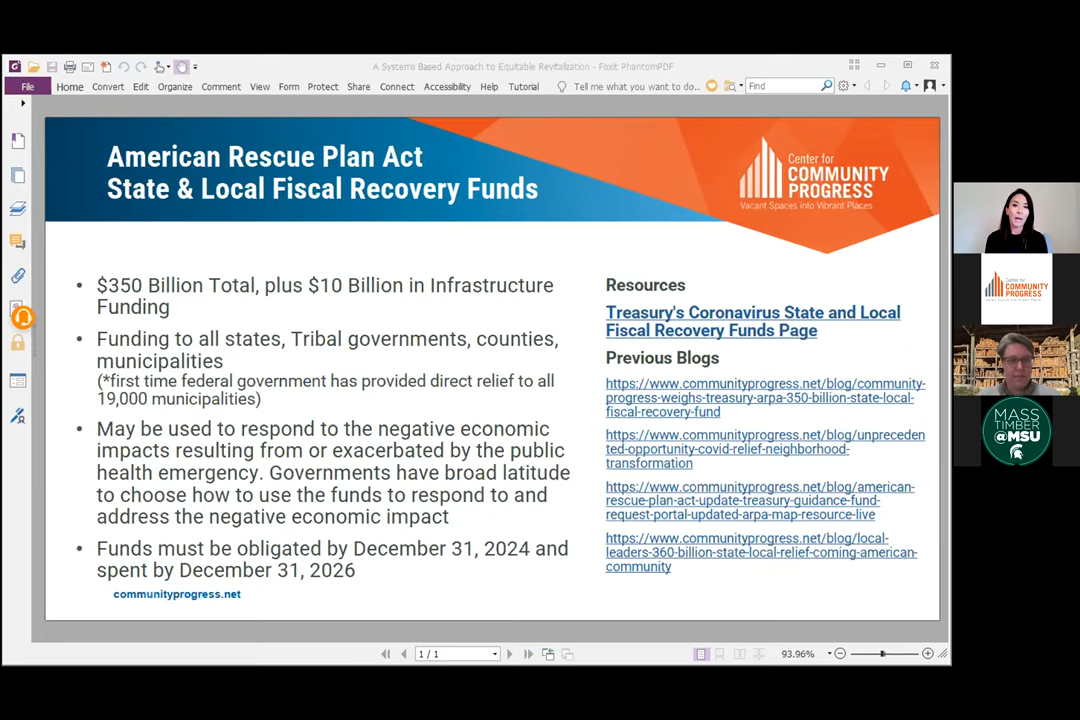 A Systems Based Approach to Equitable Revitalization - Foxit PhantomPDF
File Home Convert Edit Organize Comment View Form Protect Share Connect Accessibility Help Tutorial Tell me what you want to do.. Find
American Rescue Plan Act
State & Local Fiscal Recovery Funds
Center for
COMMUNITY
PROGRESS
Vacant Spaces into Vibrant Places
• $350 Billion Total, plus $10 Billion in Infrastructure
Funding
• Funding to all states, Tribal governments, counties,
municipalities
(*first time federal government has provided direct relief to all
19,000 municipalities)
• May be used to respond to the negative economic
impacts resulting from or exacerbated by the public
health emergency. Governments have broad latitude
to choose how to use the funds to respond to and
address the negative economic impact
• Funds must be obligated by December 31, 2024 and
spent by December 31, 2026
communityprogress.net
Resources
Treasury's Coronavirus State and Local
Fiscal Recovery Funds Page
Previous Blogs
https://www.communityprogress.net/blog/community-
progress-weighs-treasury-arpa-350-billion-state-local-
fiscal-recovery-fund
https://www.communityprogress.net/blog/unpreceden
ted-opportunity-covid-relief-neighborhood-
transformation
https://www.communityprogress.net/blog/american-
rescue-plan-act-update-treasury-guidance-fund-
request-portal-updated-arpa-map-resource-live
https://www.communityprogress.net/blog/local-
leaders-360-billion-state-local-relief-coming-american-
community
1 / 1
93.96%
Center for
COMMUNITY
PROGRESS
MASS
TIMBER
@MSU